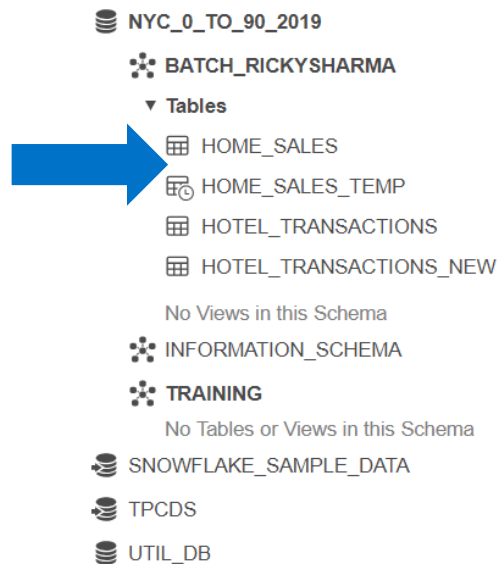 NYC_0_TO_90_2019
BATCH_RICKYSHARMA
Tables
HOME_SALES
HOME_SALES_TEMP
HOTEL_TRANSACTIONS
HOTEL_TRANSACTIONS_NEW
No Views in this Schema
INFORMATION_SCHEMA
TRAINING
No Tables or Views in this Schema
SNOWFLAKE_SAMPLE_DATA
TPCDS
UTIL_DB